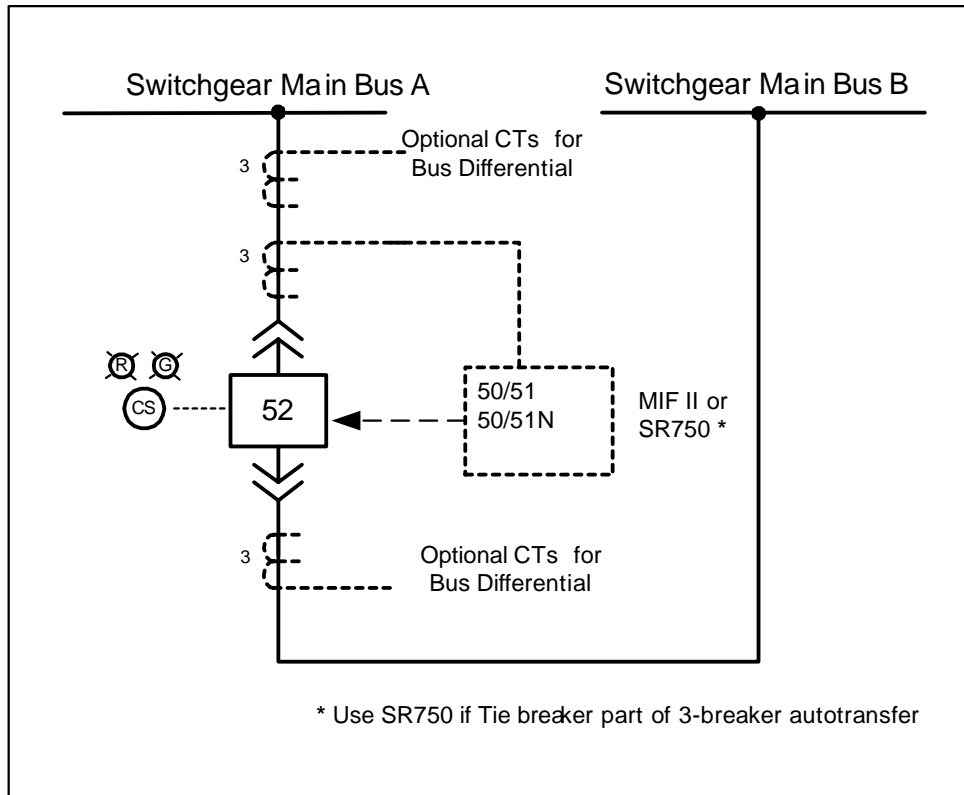 Switchgear Main Bus A
Switchgear Main Bus B
Optional CTs for
Bus Differential
3
3
R
G
CS
52
50/51
50/51N
MIF II or
SR750 *
3
Optional CTs for
Bus Differential
* Use SR750 if Tie breaker part of 3-breaker autotransfer